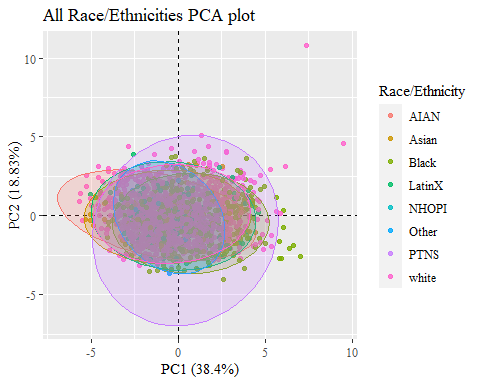 All Race/Ethnicities PCA plot
10
5
0
-5
-5
0
5
10
PC2 (18.83%)
PC1 (38.4%)
Race/Ethnicity
AIAN
Asian
Black
LatinX
NHOPI
Other
PTNS
white